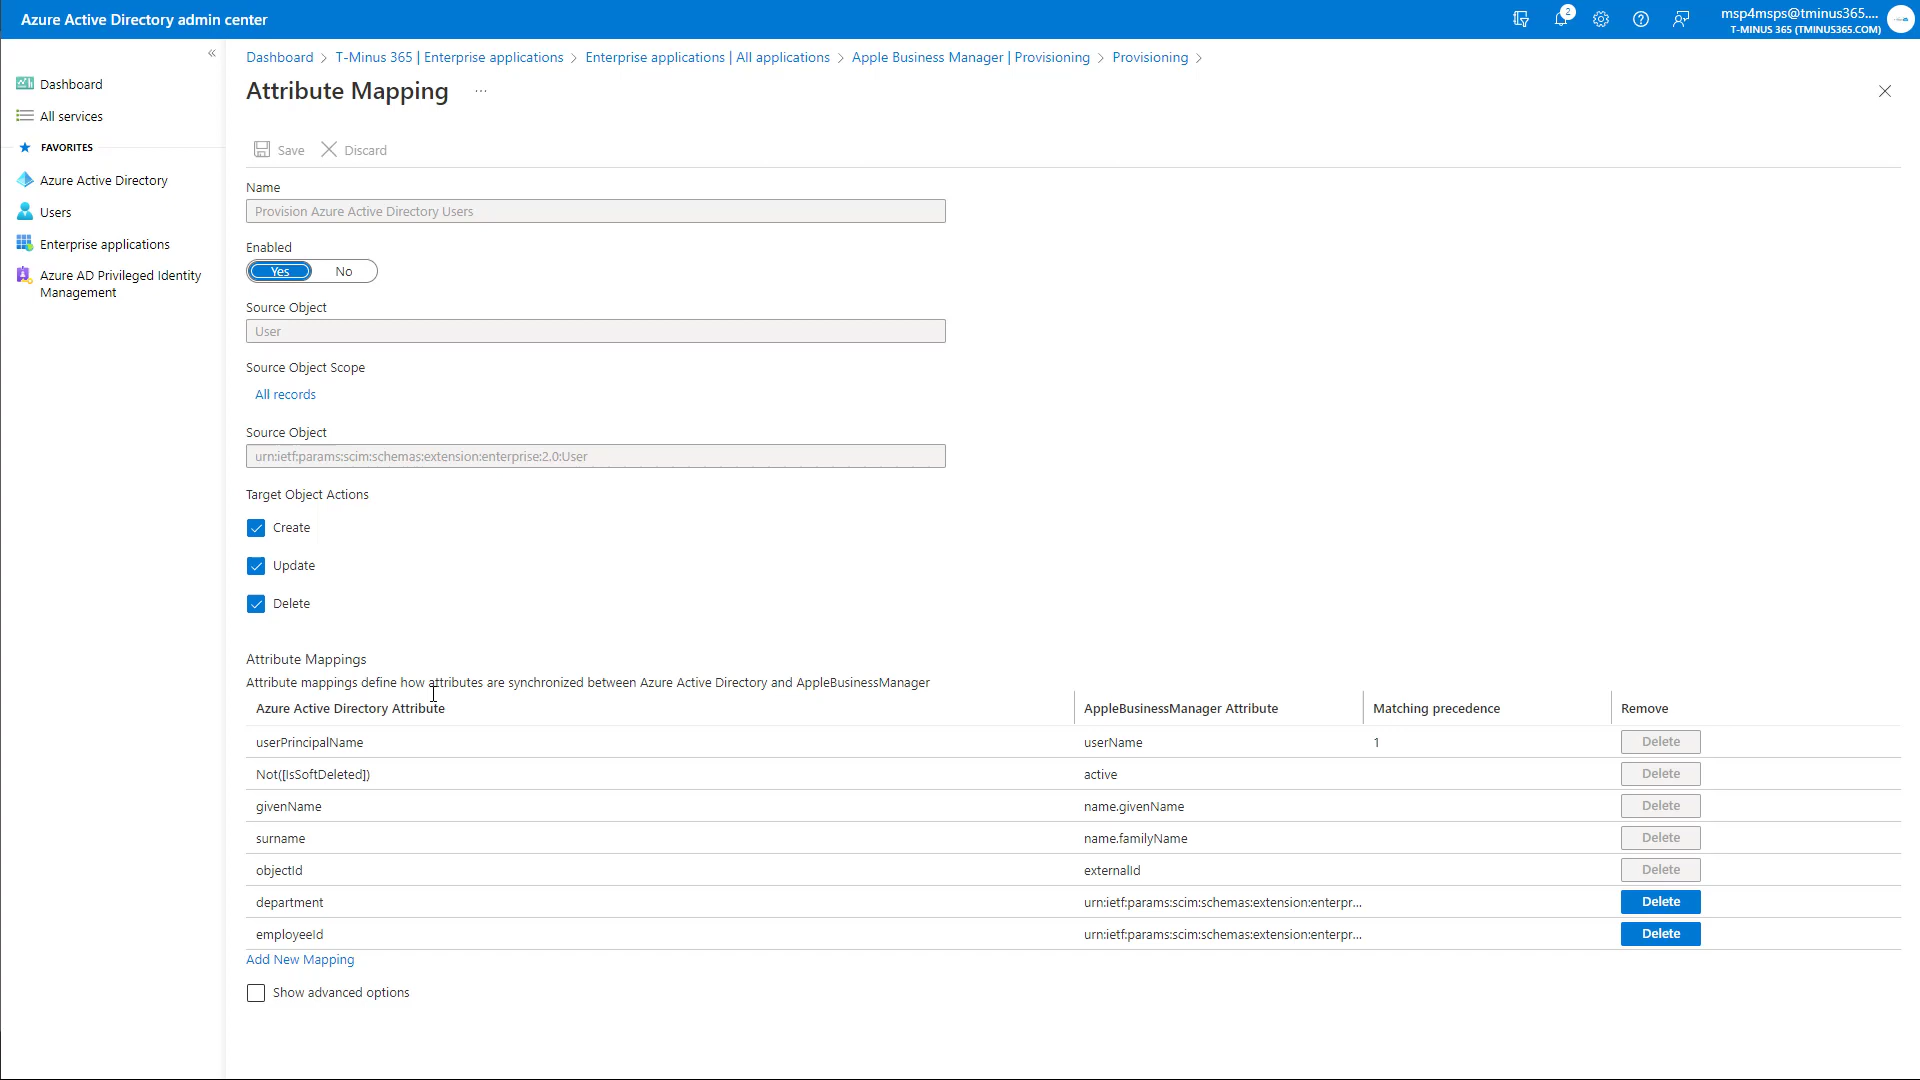 Azure Active Directory admin center
2
msp4msps@tminus365....
T-MINUS 365 (TMINUS365.COM)
Dashboard
All services
FAVORITES
Azure Active Directory
Users
Enterprise applications
Azure AD Privileged Identity
Management
Dashboard > T-Minus 365 | Enterprise applications > Enterprise applications | All applications > Apple Business Manager | Provisioning > Provisioning >
Attribute Mapping ...
Save Discard
Name
Provision Azure Active Directory Users
Enabled
Yes No
Source Object
User
Source Object Scope
All records
Source Object
urn:ietf:params:scim:schemas:extension:enterprise:2.0:User
Target Object Actions
Create
Update
Delete
Attribute Mappings
Attribute mappings define how attributes are synchronized between Azure Active Directory and AppleBusinessManager
Azure Active Directory Attribute AppleBusinessManager Attribute Matching precedence Remove
userPrincipalName userName 1 Delete
Not([IsSoftDeleted]) active Delete
givenName name.givenName Delete
surname name.familyName Delete
objectId externalId Delete
department urn:ietf:params:scim:schemas:extension:enterpr... Delete
employeeId urn:ietf:params:scim:schemas:extension:enterpr... Delete
Add New Mapping
Show advanced options